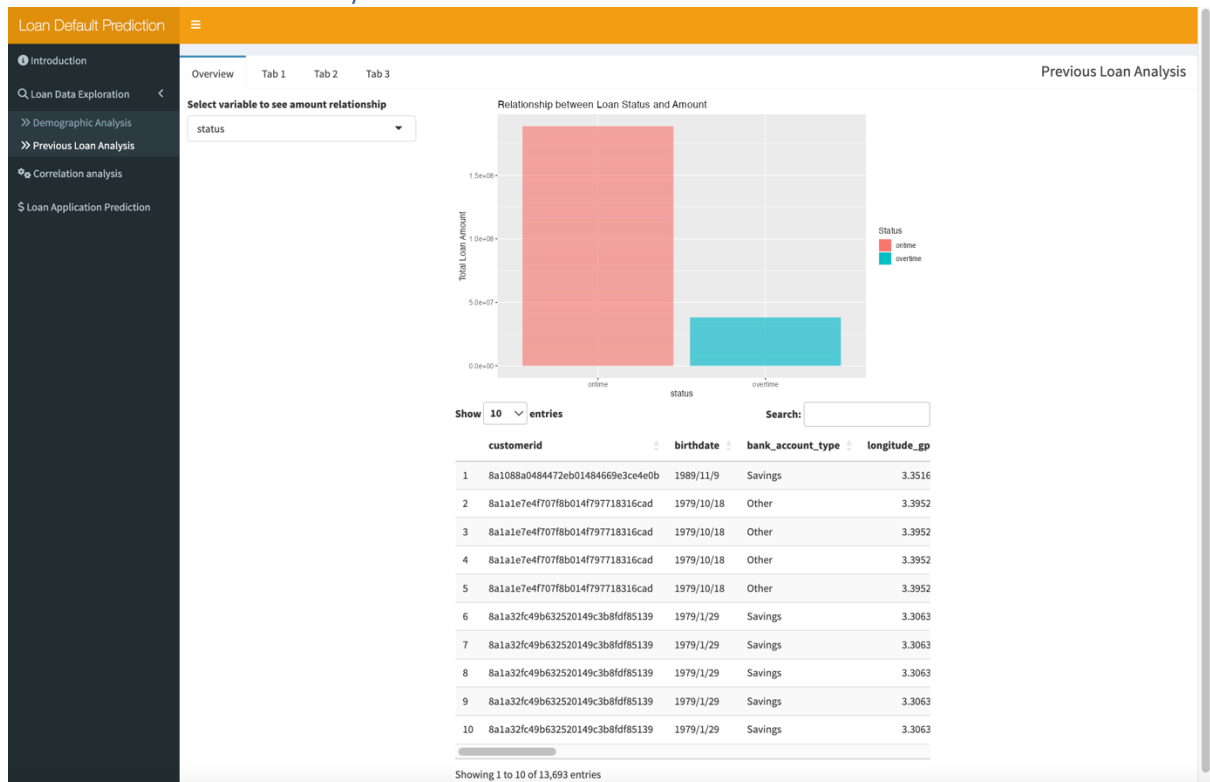 Loan Default Prediction
Introduction
Loan Data Exploration
Demographic Analysis
Previous Loan Analysis
Correlation analysis
$ Loan Application Prediction
Overview Tab 1 Tab 2 Tab 3 Previous Loan Analysis
Select variable to see amount relationship
status
Relationship between Loan Status and Amount
1.5e+08
1.0e+08
5.0e+07
0.0e+00
Total Loan Amount
ontime overtime
status
Status
ontime
overtime
Show 10 entries Search:
customerid birthdate bank_account_type longitude_gp
1 8a1088a0484472eb01484669e3ce4e0b 1989/11/9 Savings 3.3516
2 8a1a1e7e4f707f8b014f797718316cad 1979/10/18 Other 3.3952
3 8a1a1e7e4f707f8b014f797718316cad 1979/10/18 Other 3.3952
4 8a1a1e7e4f707f8b014f797718316cad 1979/10/18 Other 3.3952
5 8a1a1e7e4f707f8b014f797718316cad 1979/10/18 Other 3.3952
6 8a1a32fc49b632520149c3b8fdf85139 1979/1/29 Savings 3.3063
7 8a1a32fc49b632520149c3b8fdf85139 1979/1/29 Savings 3.3063
8 8a1a32fc49b632520149c3b8fdf85139 1979/1/29 Savings 3.3063
9 8a1a32fc49b632520149c3b8fdf85139 1979/1/29 Savings 3.3063
10 8a1a32fc49b632520149c3b8fdf85139 1979/1/29 Savings 3.3063
Showing 1 to 10 of 13,693 entries